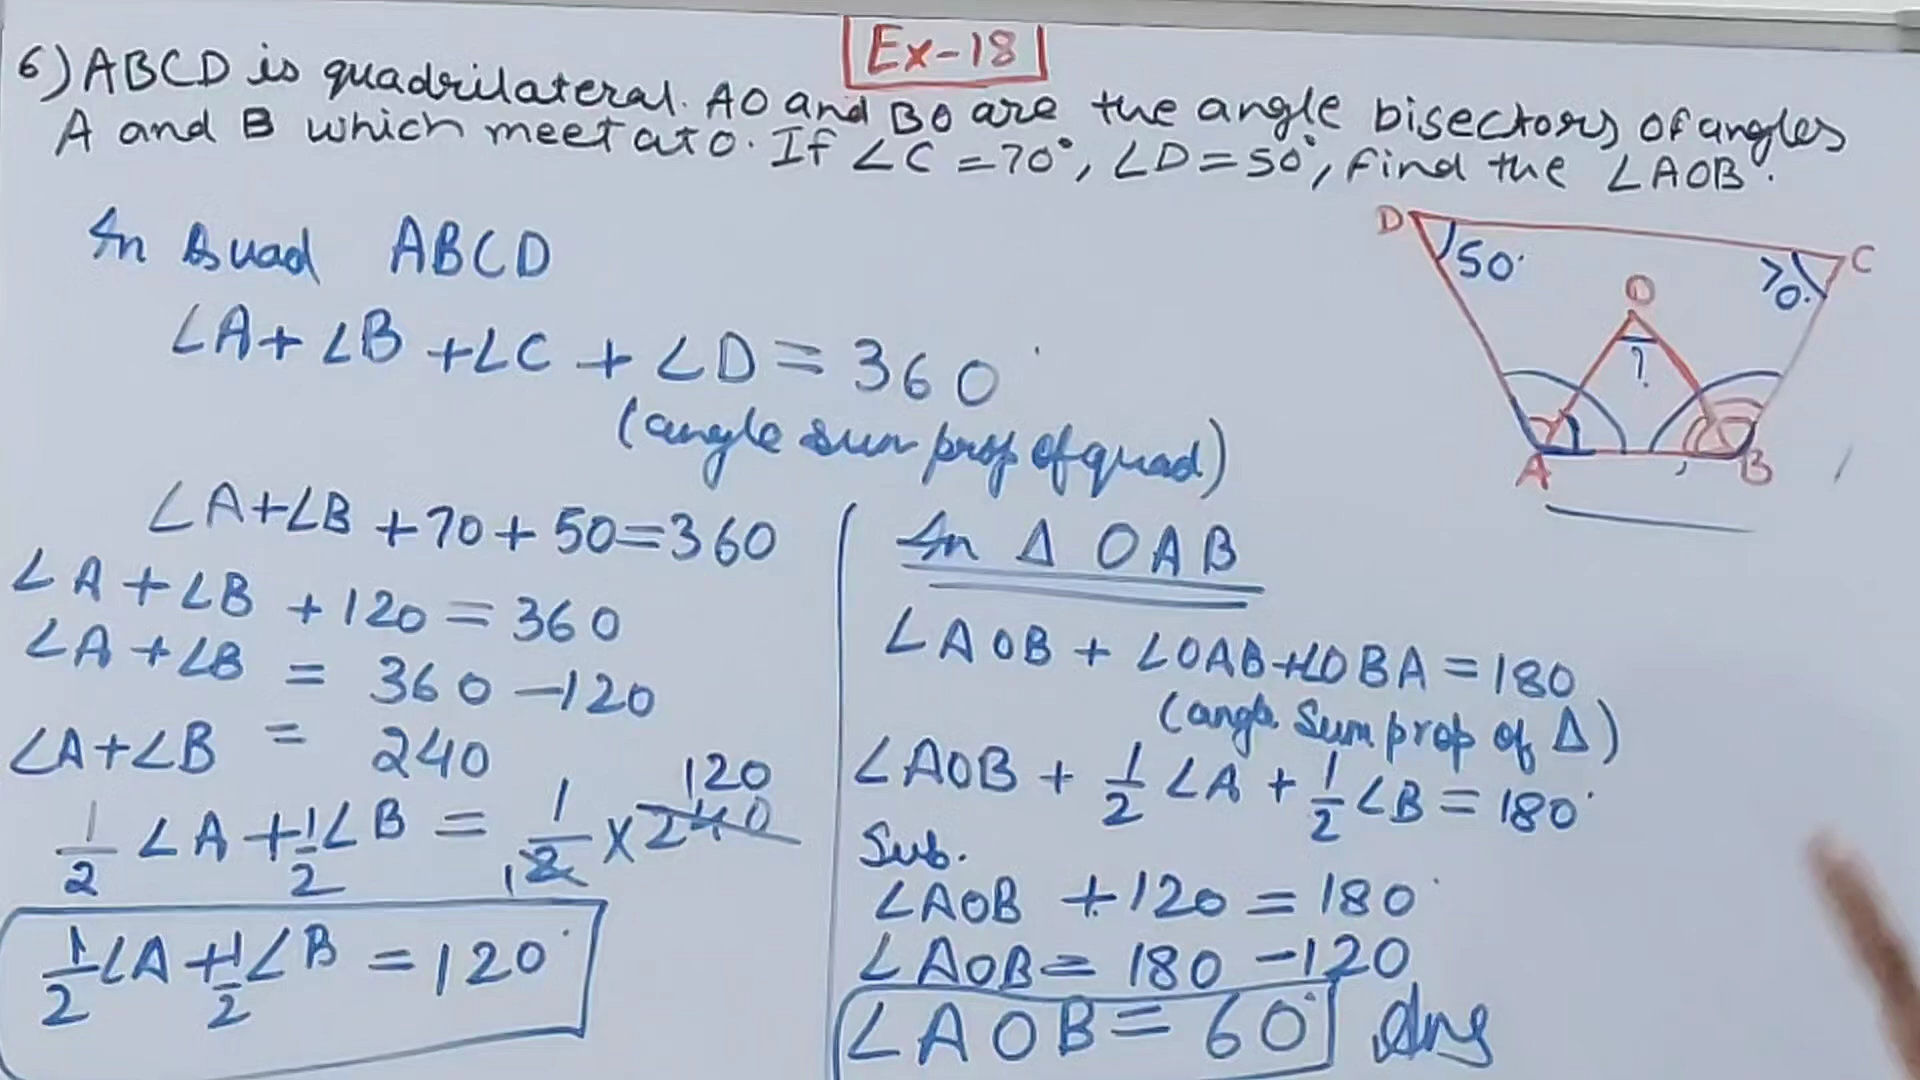 Ex-18
6) ABCD is quadrilateral. AO and BO are the angle bisectors of angles
A and B which meet at O. If ∠C = 70°, ∠D = 50°, find the ∠AOB.
In Quad ABCD
∠A + ∠B + ∠C + ∠D = 360°
(angle sum prop of quad)
∠A + ∠B + 70 + 50 = 360
∠A + ∠B + 120 = 360
∠A + ∠B = 360 - 120
∠A + ∠B = 240
120
1/2 ∠A + 1/2 ∠B = 1/2 × 240
1
1/2 ∠A + 1/2 ∠B = 120°
D
50°
70°
C
O
?
A
B
In Δ OAB
∠AOB + ∠OAB + ∠OBA = 180
(angle sum prop of Δ)
∠AOB + 1/2 ∠A + 1/2 ∠B = 180°
Sub.
∠AOB + 120 = 180°
∠AOB = 180 - 120
∠AOB = 60° Ans